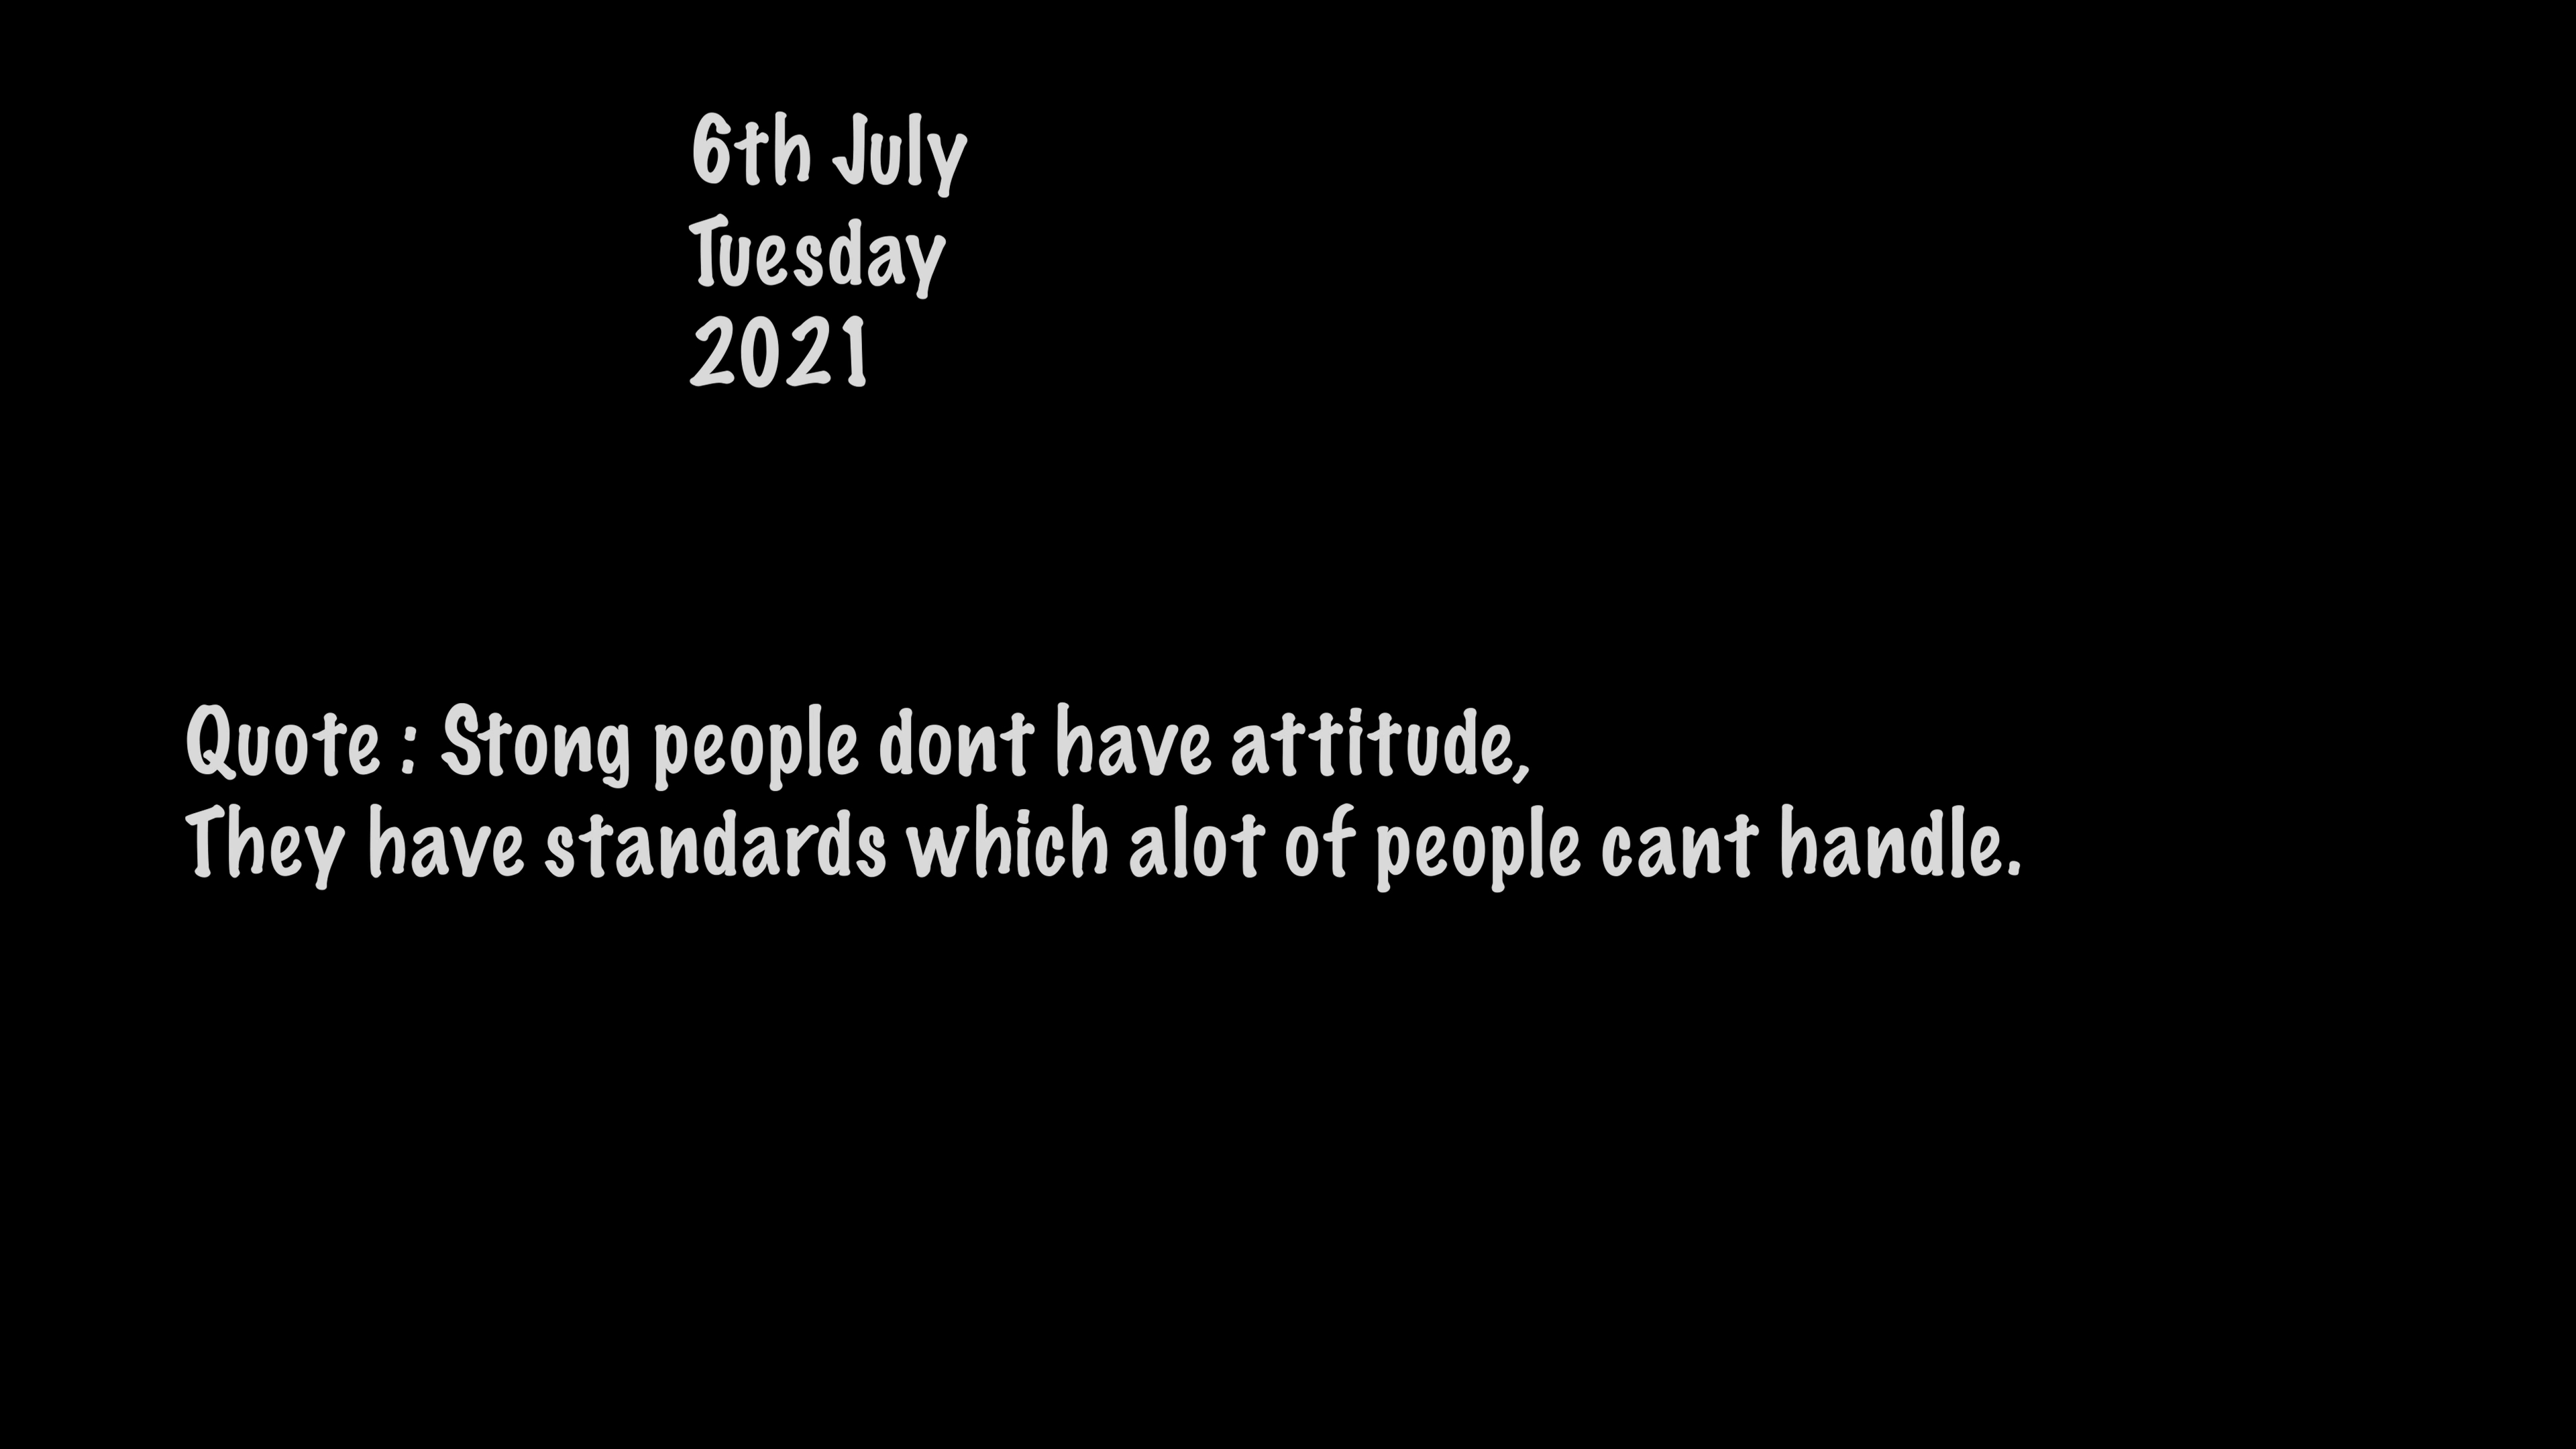 6th July
Tuesday
2021
Quote : Stong people dont have attitude,
They have standards which alot of people cant handle.